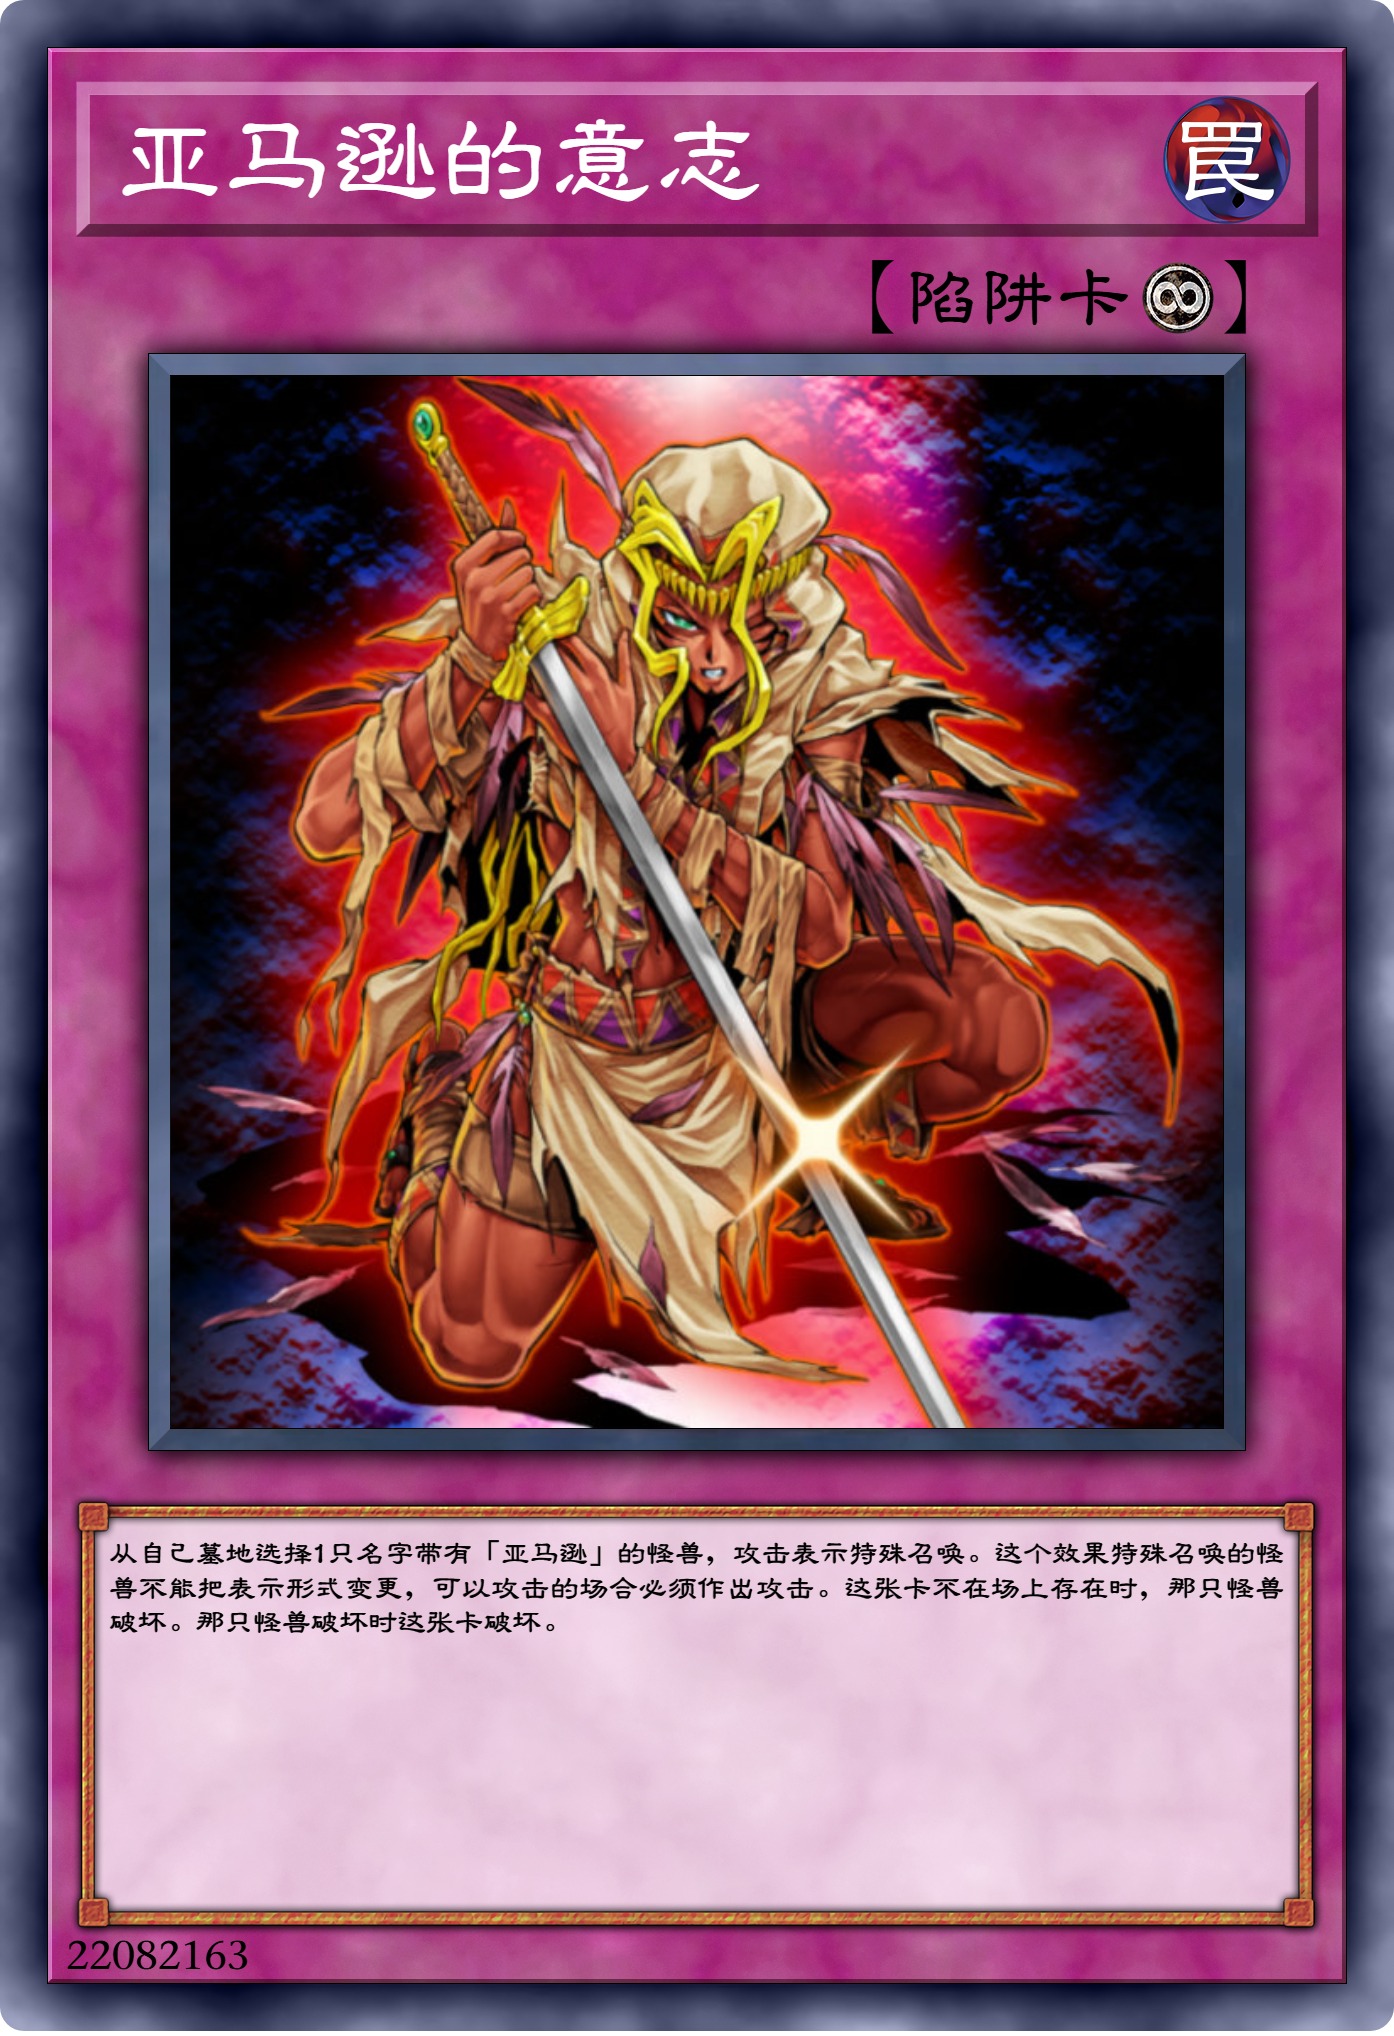 亚马逊的意志
罠
【陷阱卡♾】
从自己墓地选择1只名字带有「亚马逊」的怪兽，攻击表示特殊召唤。这个效果特殊召唤的怪
兽不能把表示形式变更，可以攻击的场合必须作出攻击。这张卡不在场上存在时，那只怪兽
破坏。那只怪兽破坏时这张卡破坏。
22082163